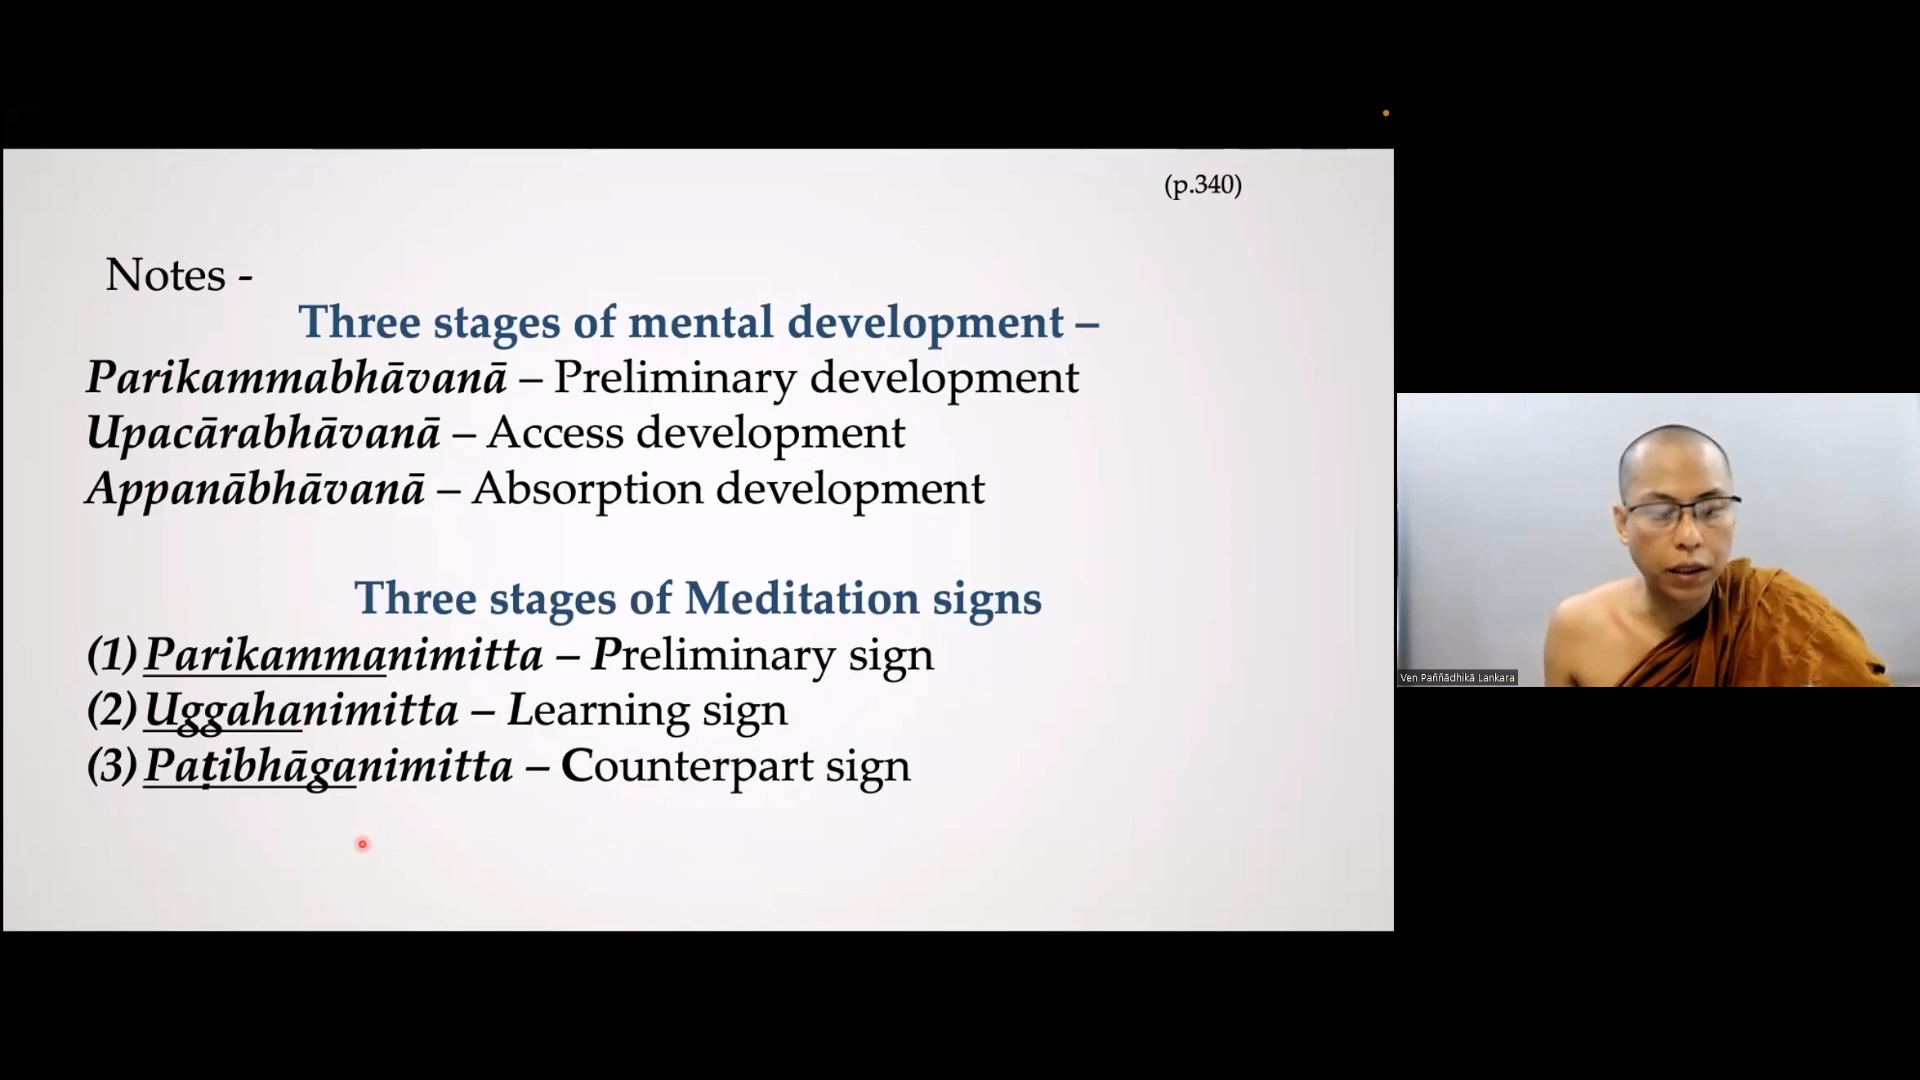 (p.340)
Notes -
Three stages of mental development –
Parikammabhāvanā – Preliminary development
Upacārabhāvanā – Access development
Appanābhāvanā – Absorption development
Three stages of Meditation signs
(1) Parikammanimitta – Preliminary sign
(2) Uggahanimitta – Learning sign
(3) Paṭibhāganimitta – Counterpart sign
Ven Paññādhikā Lankara